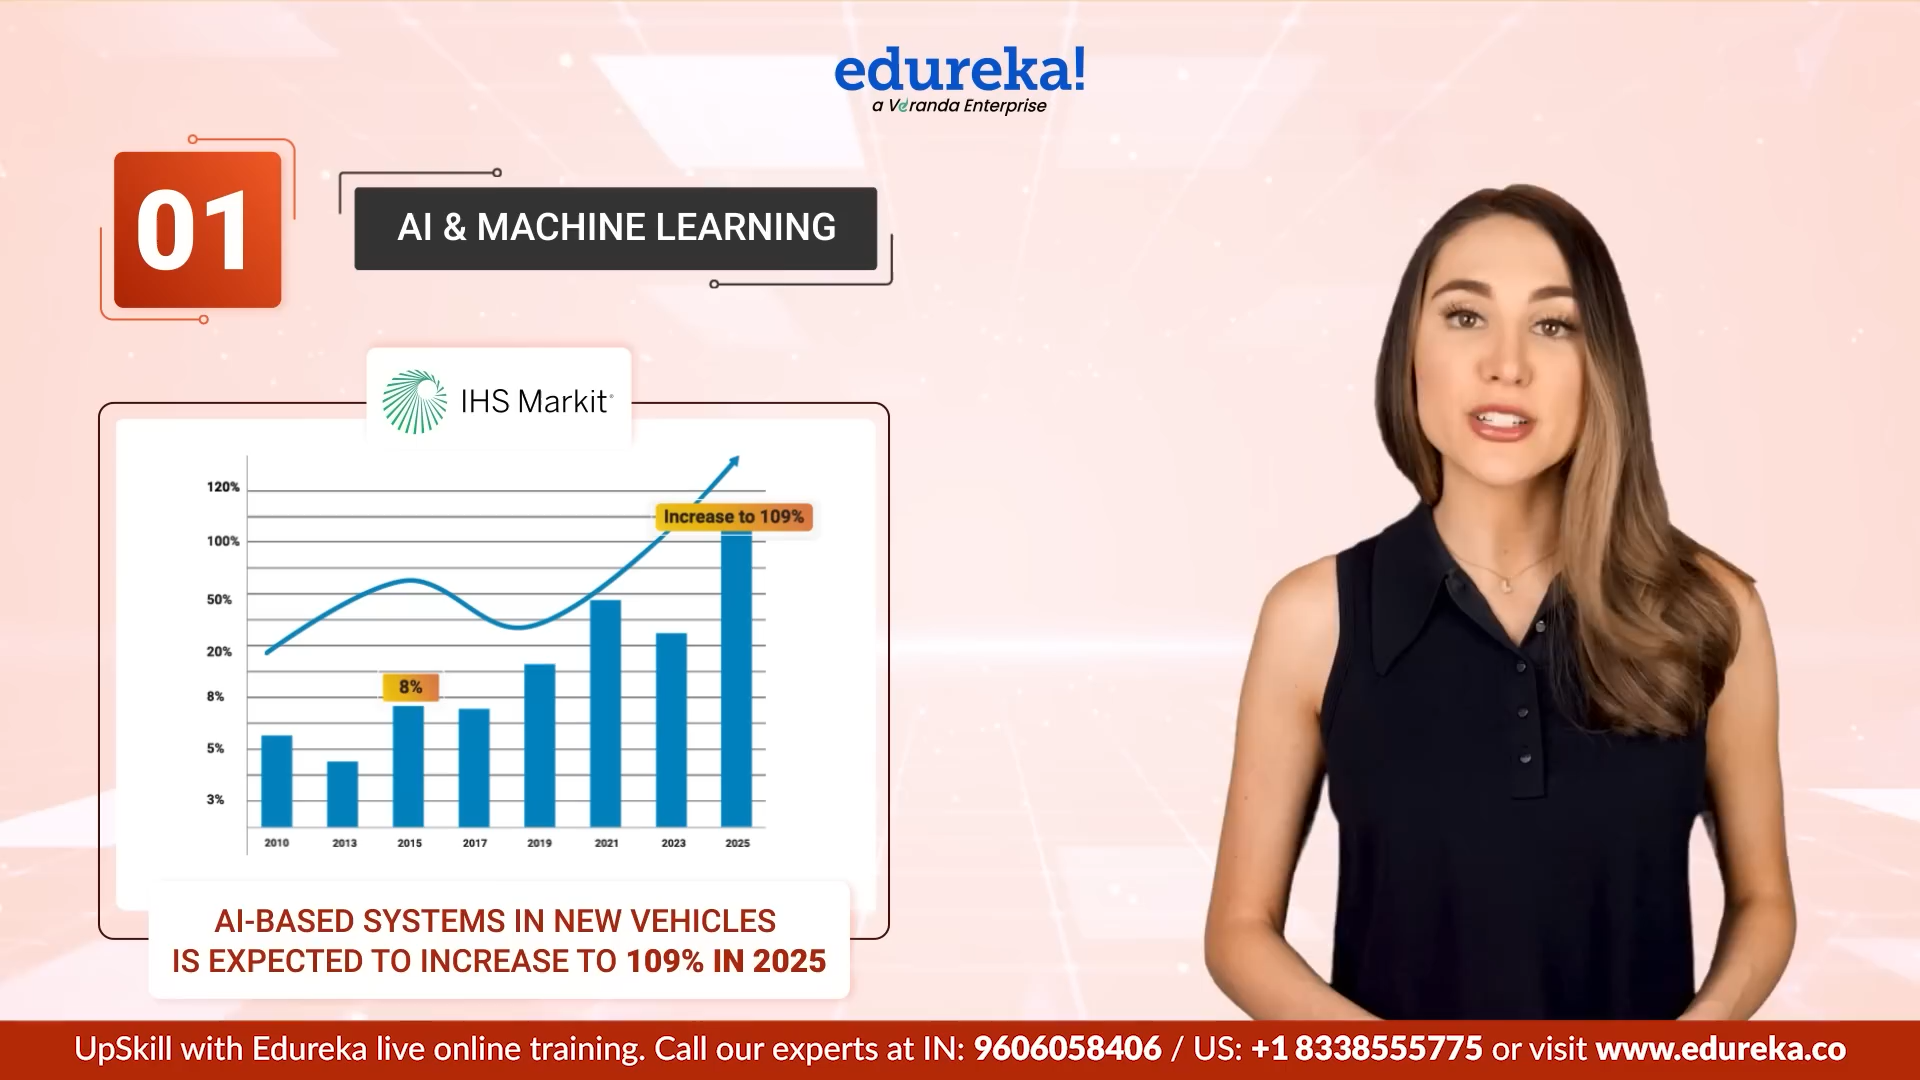 edureka!
a Veranda Enterprise
01
AI & MACHINE LEARNING
IHS Markit
120%
100%
50%
20%
8%
5%
3%
Increase to 109%
8%
2010 2013 2015 2017 2019 2021 2023 2025
AI-BASED SYSTEMS IN NEW VEHICLES
IS EXPECTED TO INCREASE TO 109% IN 2025
UpSkill with Edureka live online training. Call our experts at IN: 9606058406 / US: +1 8338555775 or visit www.edureka.co